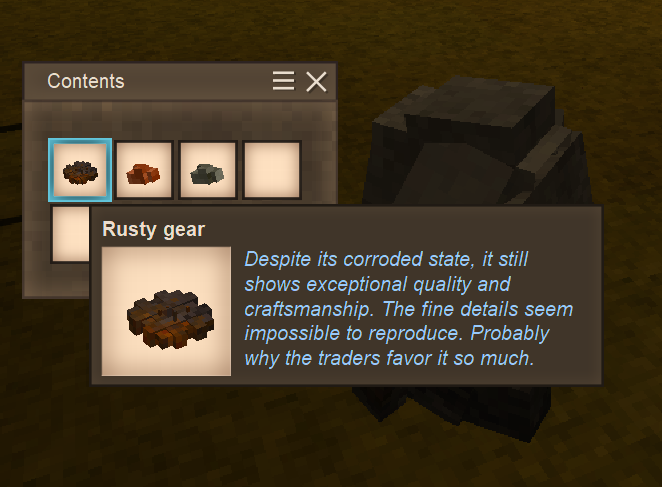 Contents
Rusty gear
Despite its corroded state, it still
shows exceptional quality and
craftsmanship. The fine details seem
impossible to reproduce. Probably
why the traders favor it so much.